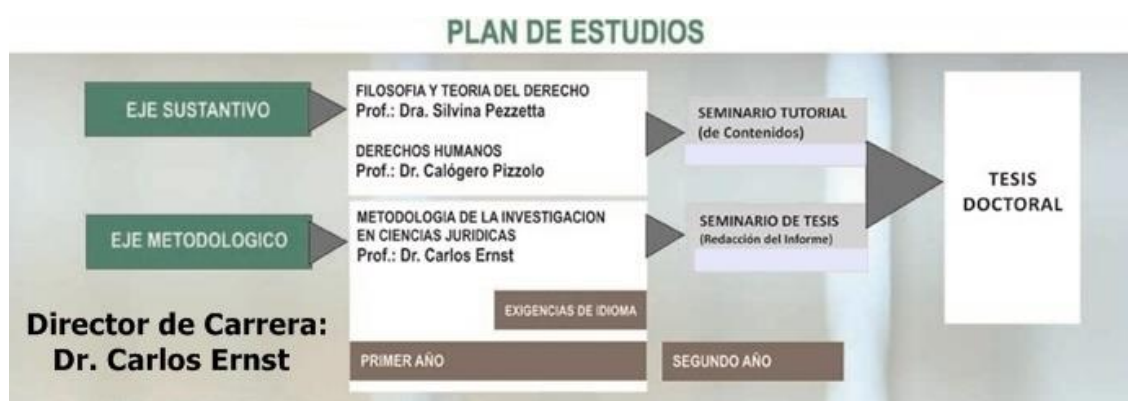 PLAN DE ESTUDIOS
EJE SUSTANTIVO
FILOSOFIA Y TEORIA DEL DERECHO
Prof.: Dra. Silvina Pezzetta
DERECHOS HUMANOS
Prof.: Dr. Calógero Pizzolo
SEMINARIO TUTORIAL
(de Contenidos)
EJE METODOLOGICO
METODOLOGIA DE LA INVESTIGACION
EN CIENCIAS JURIDICAS
Prof.: Dr. Carlos Ernst
SEMINARIO DE TESIS
(Redacción del Informe)
TESIS
DOCTORAL
EXIGENCIAS DE IDIOMA
Director de Carrera:
Dr. Carlos Ernst
PRIMER AÑO
SEGUNDO AÑO